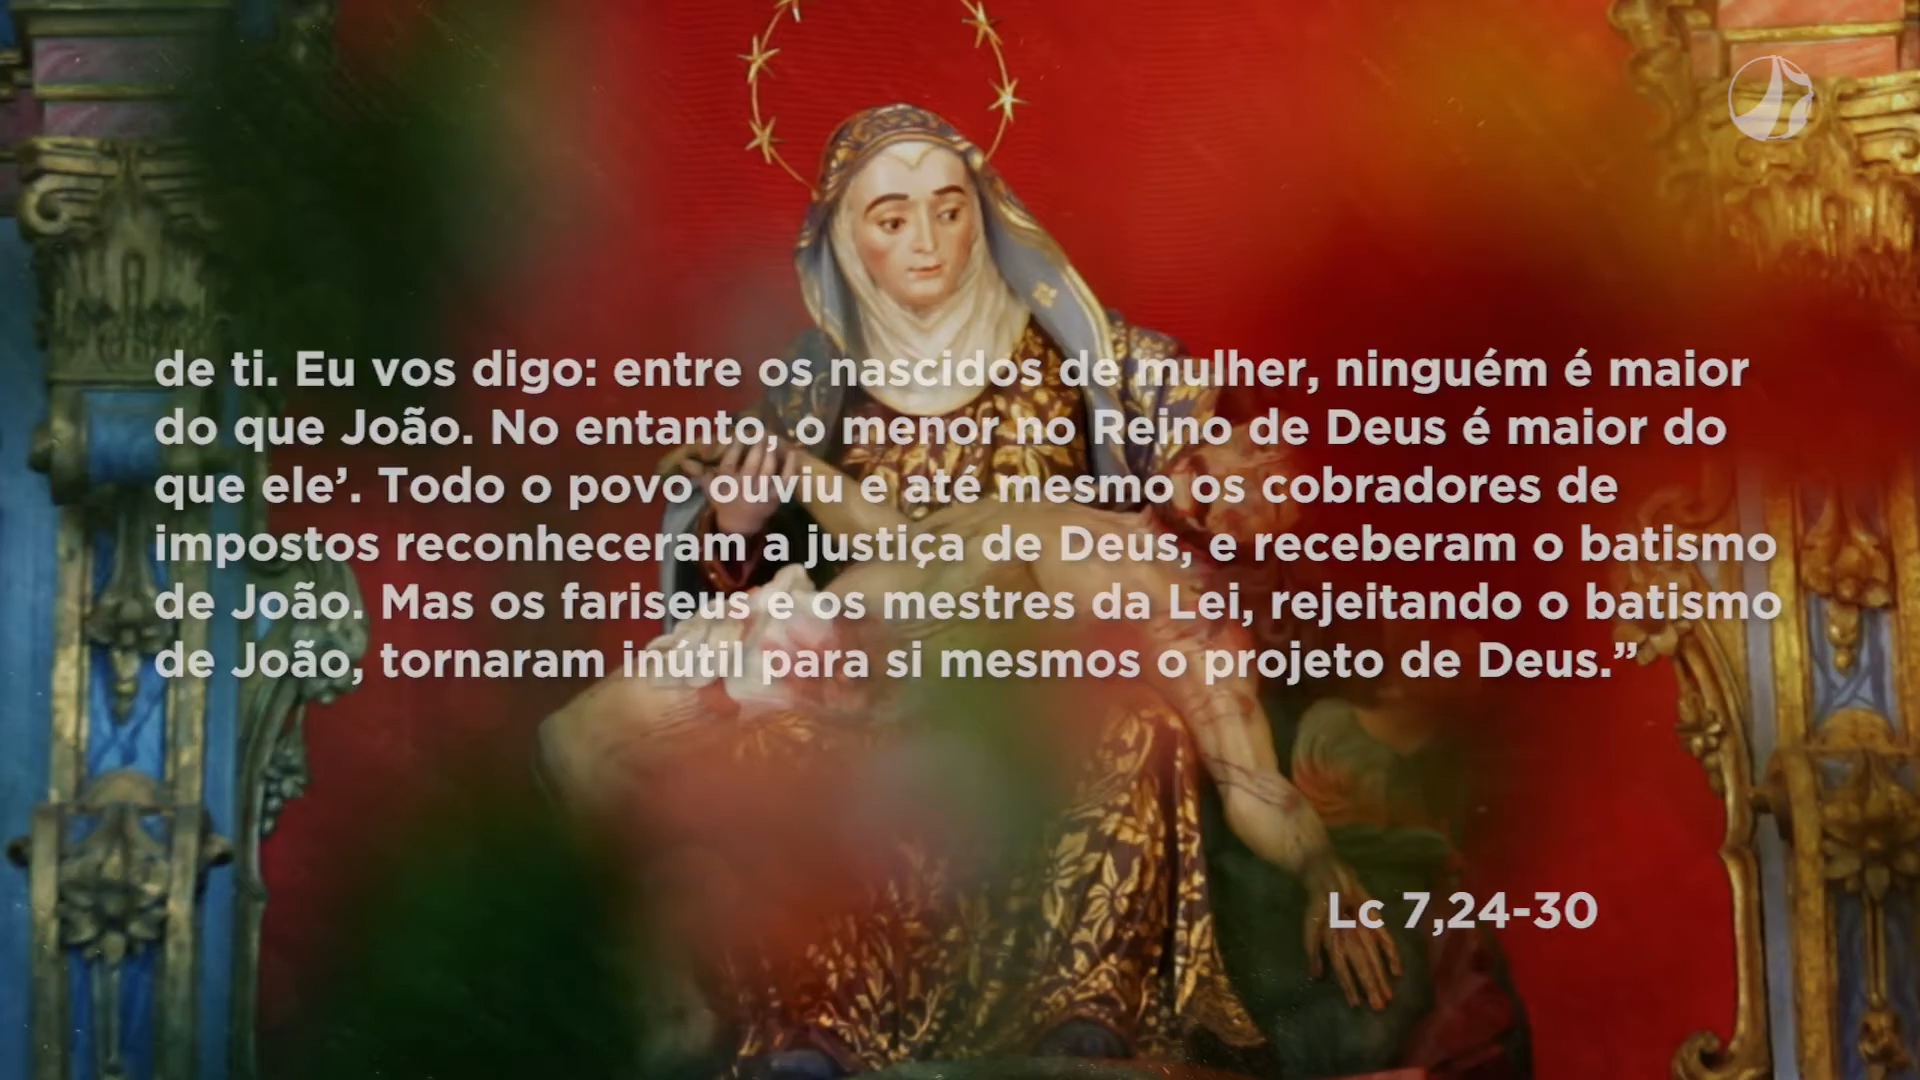 de ti. Eu vos digo: entre os nascidos de mulher, ninguém é maior
do que João. No entanto, o menor no Reino de Deus é maior do
que ele’. Todo o povo ouviu e até mesmo os cobradores de
impostos reconheceram a justiça de Deus, e receberam o batismo
de João. Mas os fariseus e os mestres da Lei, rejeitando o batismo
de João, tornaram inútil para si mesmos o projeto de Deus.”
Lc 7,24-30